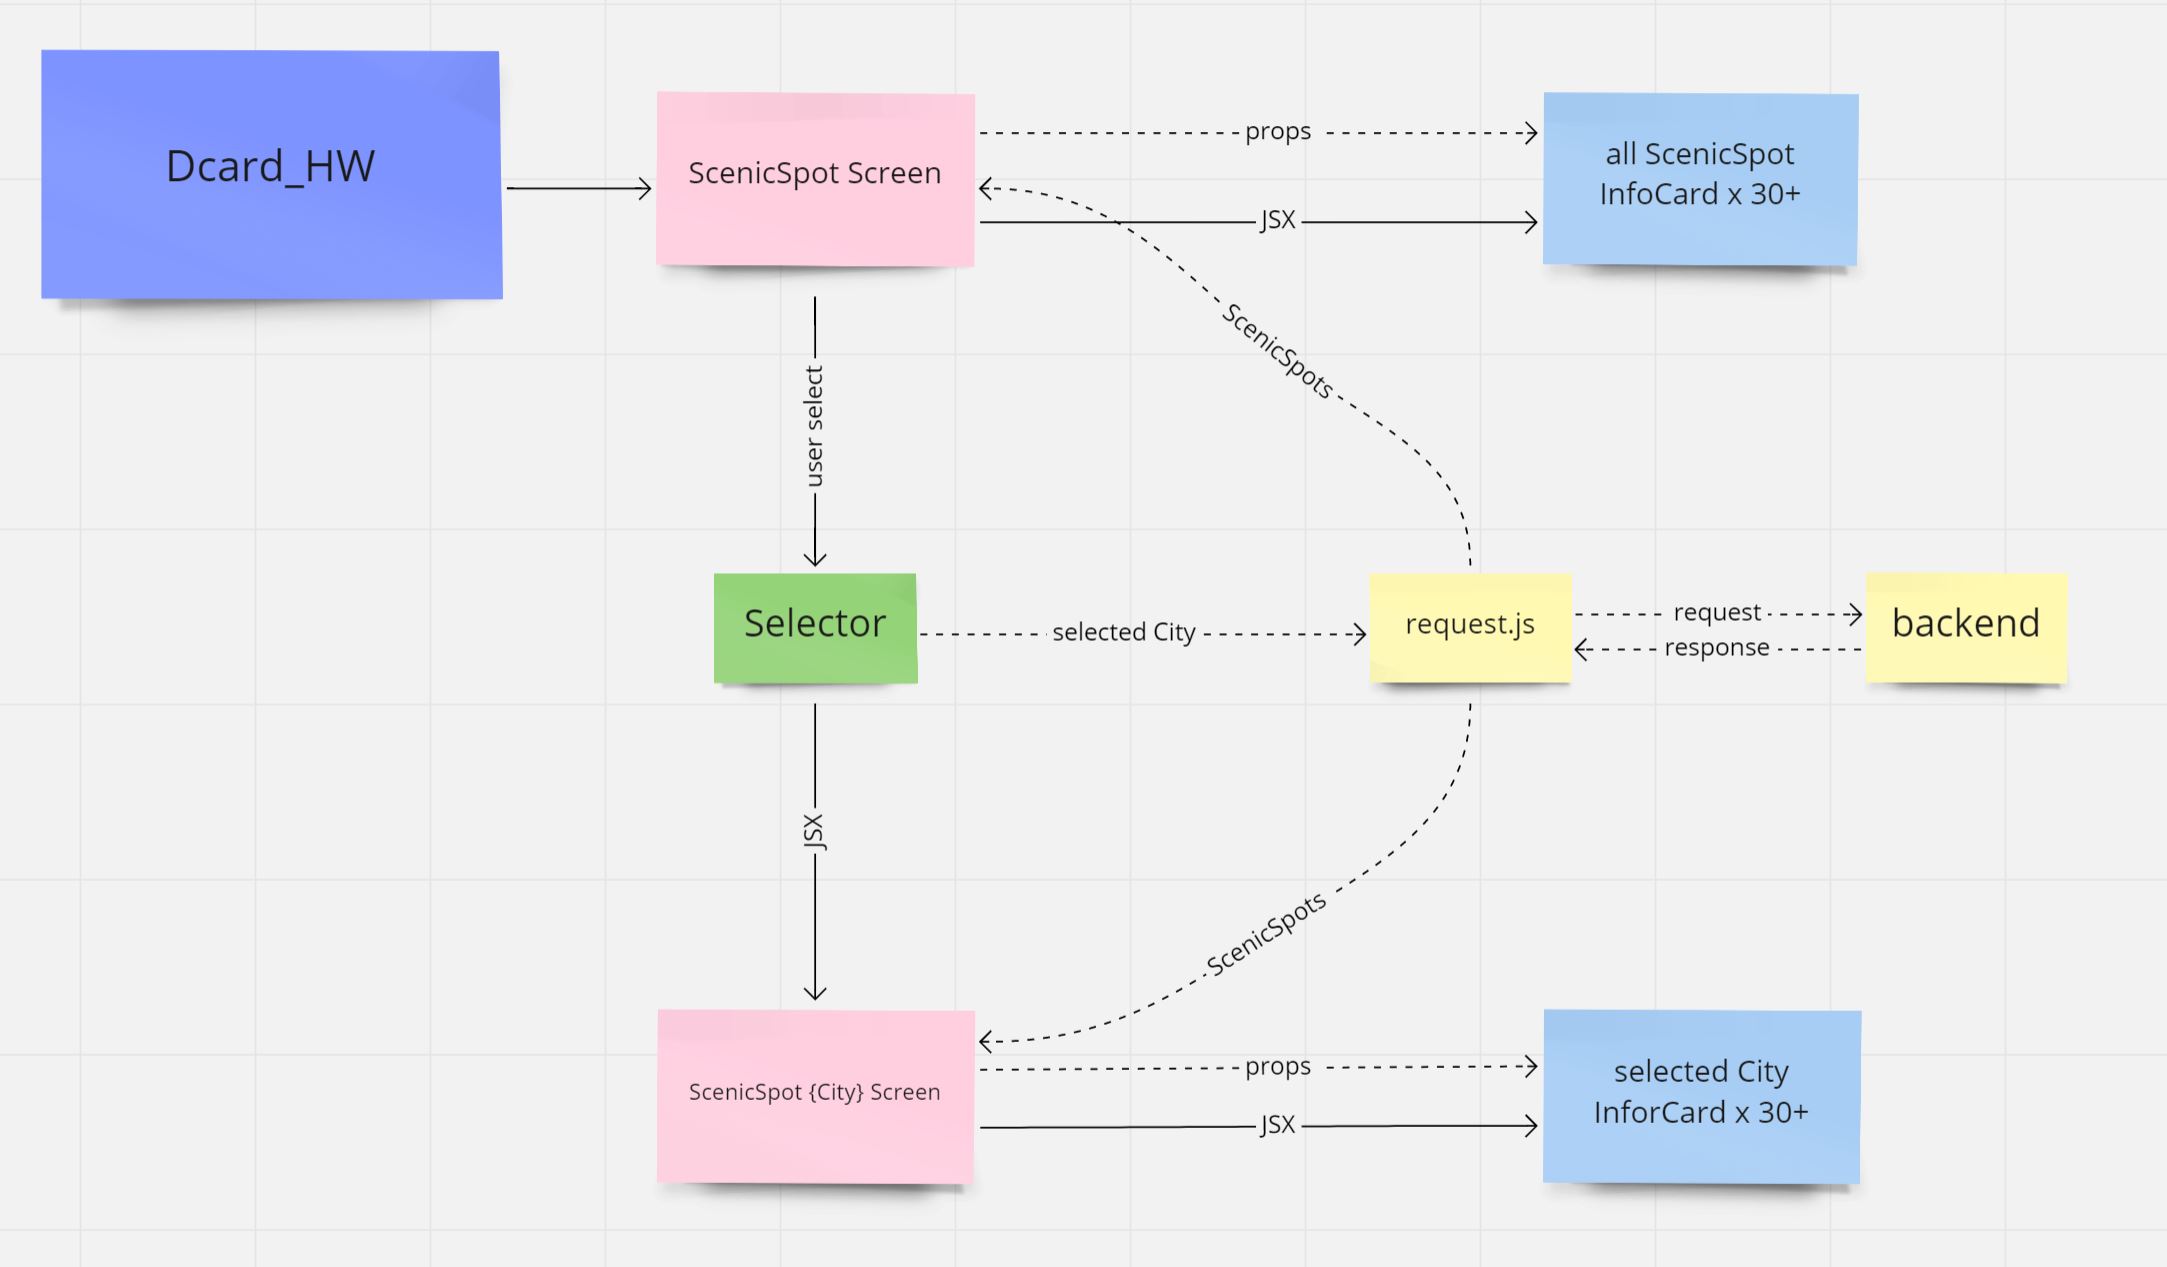 Dcard_HW
ScenicSpot Screen
props
JSX
all ScenicSpot
InfoCard x 30+
ScenicSpots
user select
Selector
selected City
request.js
request
response
backend
JSX
ScenicSpots
ScenicSpot {City} Screen
props
JSX
selected City
InforCard x 30+